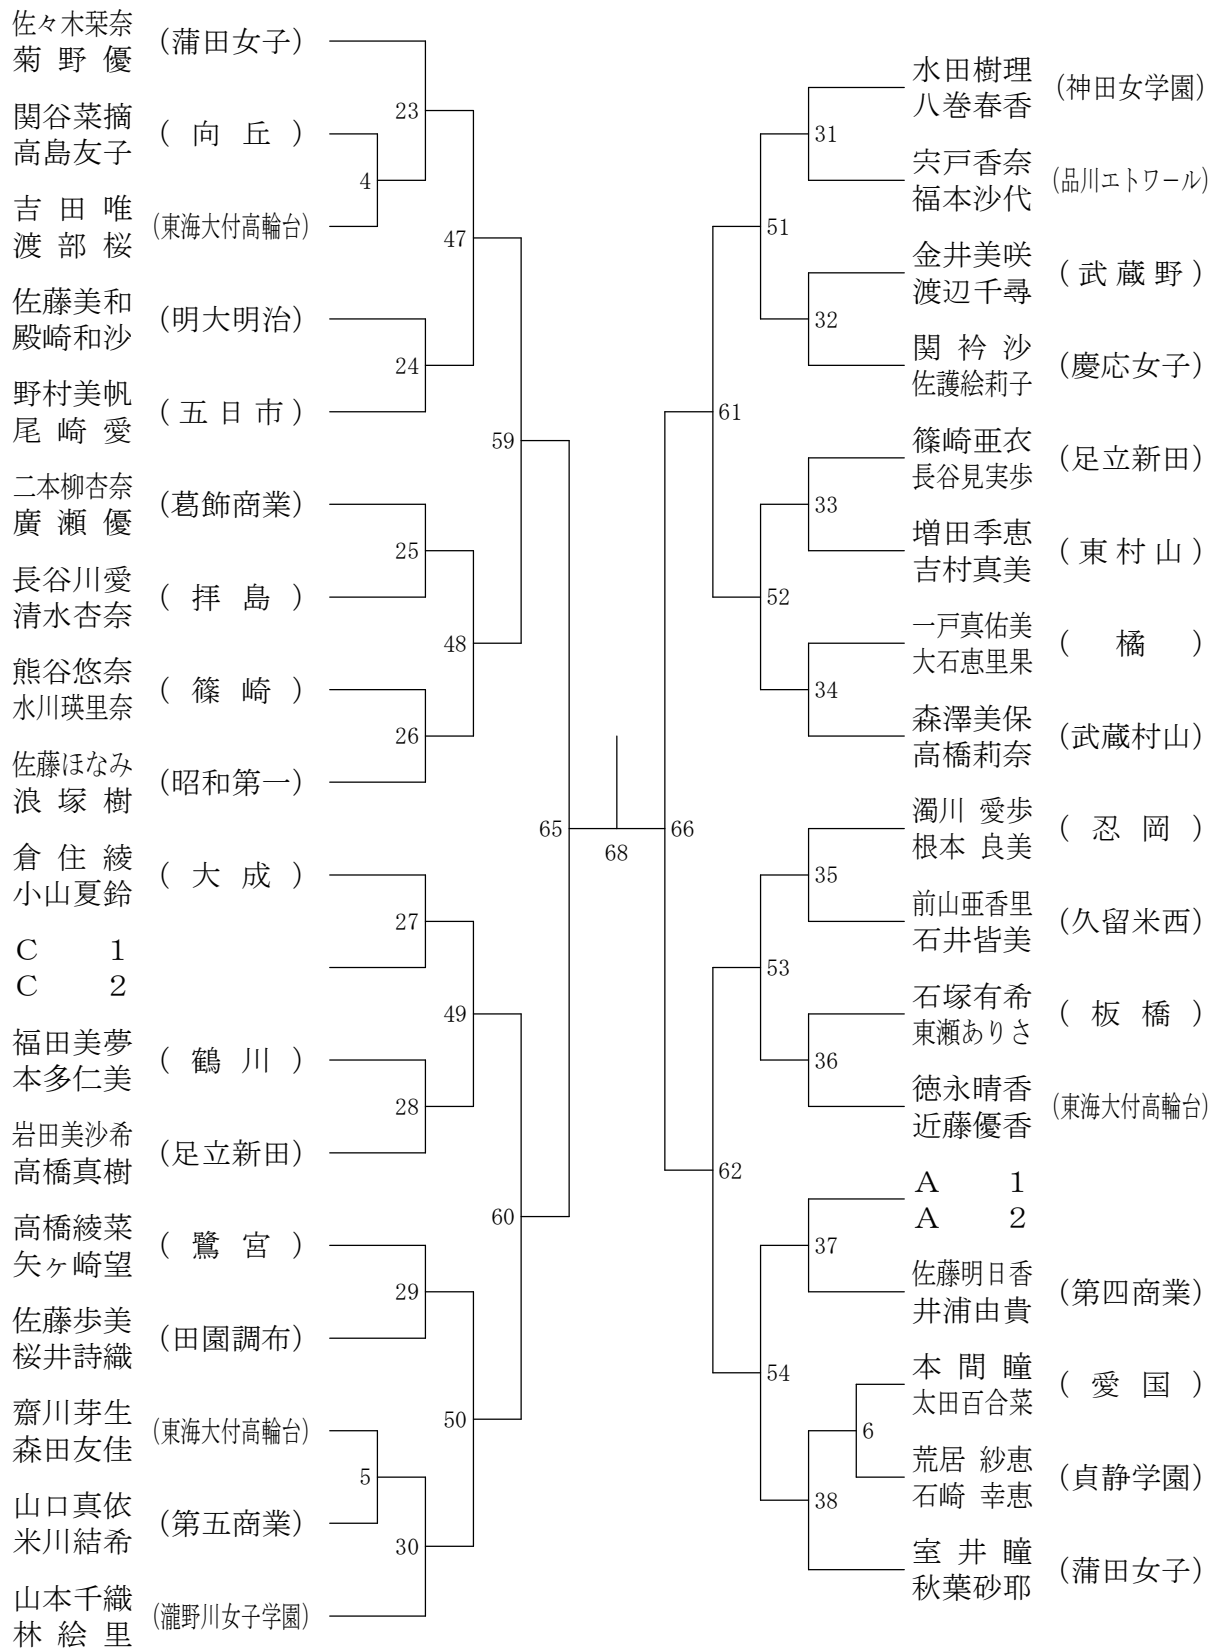 佐々木栞奈 (蒲田女子)
菊野優
関谷菜摘 (向丘)
高島友子
吉田唯 (東海大付高輪台)
渡部桜
佐藤美和 (明大明治)
殿崎和沙
野村美帆 (五日市)
尾崎愛
二本柳杏奈 (葛飾商業)
廣瀬優
長谷川愛 (拝島)
清水杏奈
熊谷悠奈 (篠崎)
水川瑛里奈
佐藤ほなみ (昭和第一)
浪塚樹
倉住綾 (大成)
小山夏鈴
C 1
C 2
福田美夢 (鶴川)
本多仁美
岩田美沙希 (足立新田)
高橋真樹
高橋綾菜 (鷺宮)
矢ヶ崎望
佐藤歩美 (田園調布)
桜井詩織
齋川芽生 (東海大付高輪台)
森田友佳
山口真依 (第五商業)
米川結希
山本千織 (瀧野川女子学園)
林絵里
23
4
47
24
59
25
48
26
65
27
49
28
60
29
50
5
30
68
66
61
62
51
52
53
54
31
32
33
34
35
36
37
6
38
水田樹理 (神田女学園)
八巻春香
宍戸香奈 (品川エトワール)
福本沙代
金井美咲 (武蔵野)
渡辺千尋
関衿沙 (慶応女子)
佐護絵莉子
篠崎亜衣 (足立新田)
長谷見実歩
増田季恵 (東村山)
吉村真美
一戸真佑美 (橘)
大石恵里果
森澤美保 (武蔵村山)
高橋莉奈
濁川 愛歩 (忍岡)
根本 良美
前山亜香里 (久留米西)
石井皆美
石塚有希 (板橋)
東瀬ありさ
徳永晴香 (東海大付高輪台)
近藤優香
A 1
A 2
佐藤明日香 (第四商業)
井浦由貴
本間瞳 (愛国)
太田百合菜
荒居 紗恵 (貞静学園)
石崎 幸恵
室井瞳 (蒲田女子)
秋葉砂耶